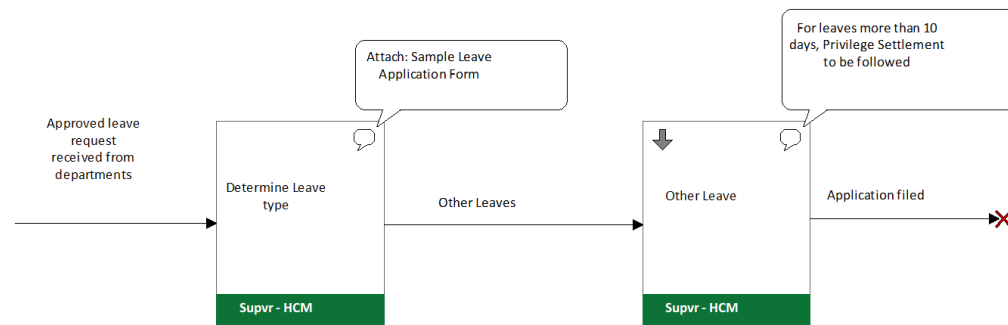 Attach: Sample Leave
Application Form
For leaves more than 10
days, Privilege Settlement
to be followed
Approved leave
request
received from
departments
Determine Leave
type
Other Leaves
Other Leave
Application filed
Supvr - HCM
Supvr - HCM